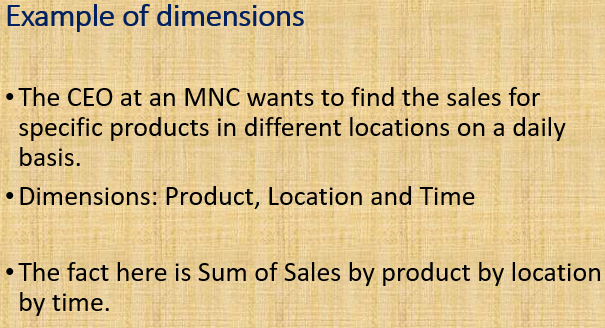 Example of dimensions
• The CEO at an MNC wants to find the sales for
specific products in different locations on a daily
basis.
• Dimensions: Product, Location and Time
• The fact here is Sum of Sales by product by location
by time.